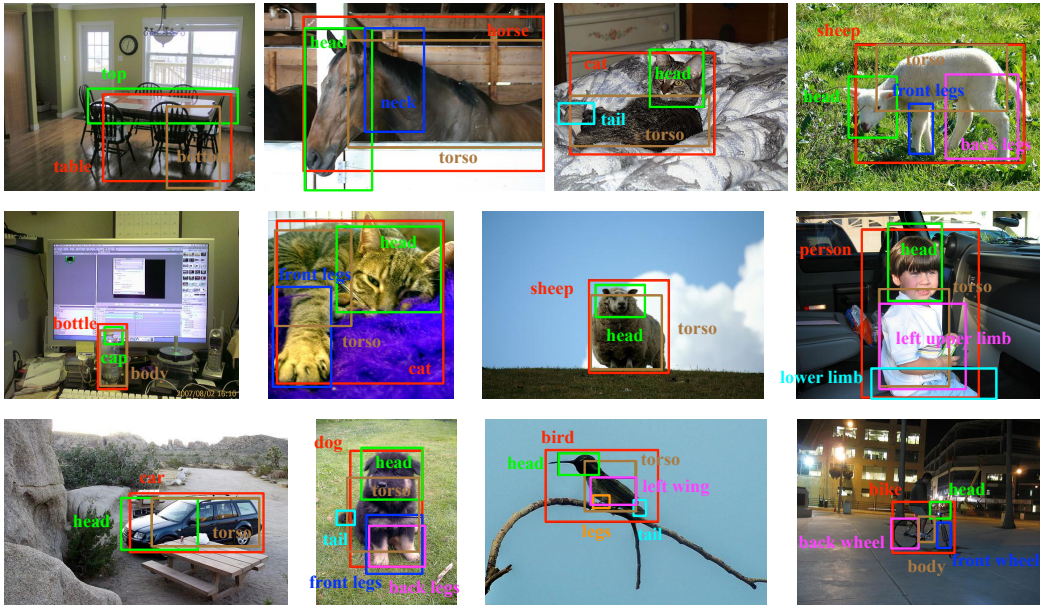 top
table
bottom
head
horse
neck
torso
cat
head
tail
torso
sheep
torso
head
front legs
back legs
bottle
cap
body
2007/08/02 16:10
head
front legs
torso
cat
sheep
head
torso
person
head
torso
left upper limb
lower limb
car
head
torso
dog
head
torso
tail
front legs
back legs
bird
head
torso
left wing
legs
tail
bike
head
back wheel
front wheel
body